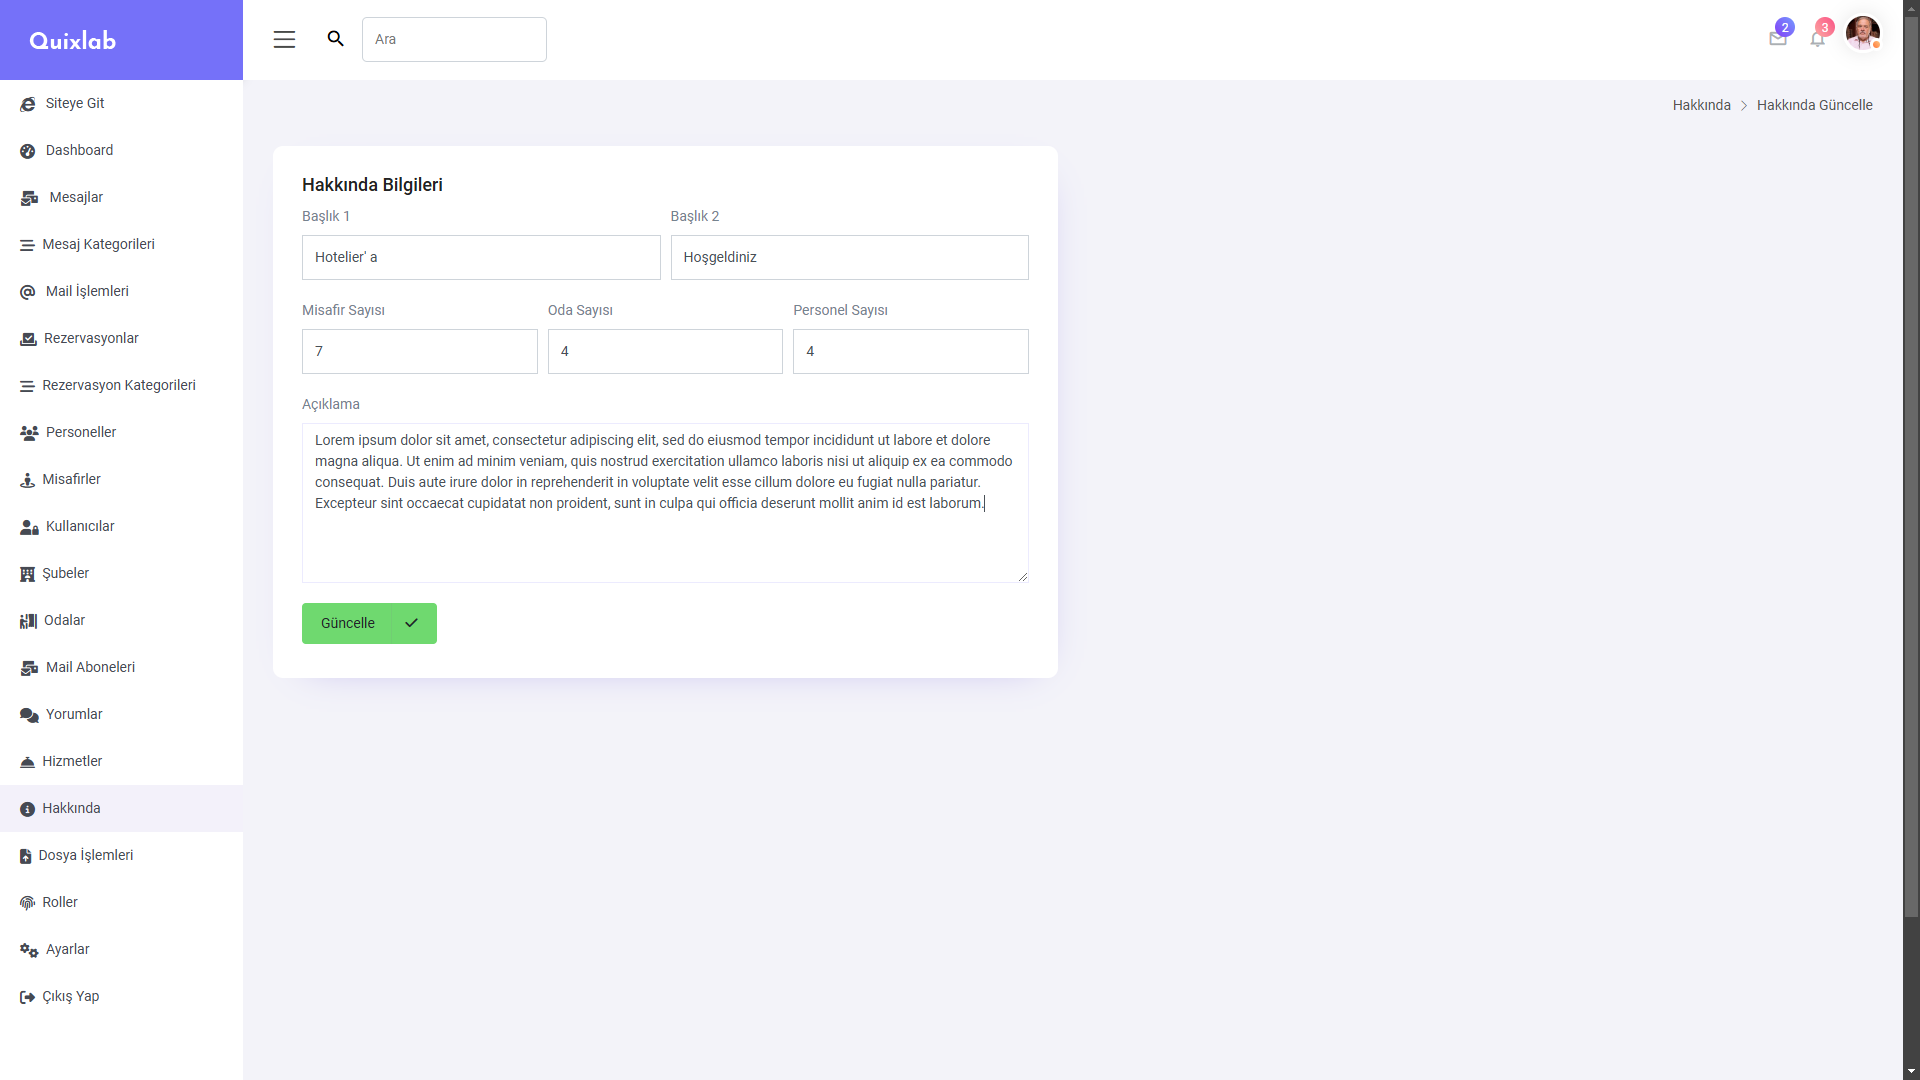 Quixlab
Ara
2
3
Siteye Git
Dashboard
Mesajlar
Mesaj Kategorileri
Mail İşlemleri
Rezervasyonlar
Rezervasyon Kategorileri
Personeller
Misafirler
Kullanıcılar
Şubeler
Odalar
Mail Aboneleri
Yorumlar
Hizmetler
Hakkında
Dosya İşlemleri
Roller
Ayarlar
Çıkış Yap
Hakkında > Hakkında Güncelle
Hakkında Bilgileri
Başlık 1
Başlık 2
Hotelier' a
Hoşgeldiniz
Misafir Sayısı
Oda Sayısı
Personel Sayısı
7
4
4
Açıklama
Lorem ipsum dolor sit amet, consectetur adipiscing elit, sed do eiusmod tempor incididunt ut labore et dolore
magna aliqua. Ut enim ad minim veniam, quis nostrud exercitation ullamco laboris nisi ut aliquip ex ea commodo
consequat. Duis aute irure dolor in reprehenderit in voluptate velit esse cillum dolore eu fugiat nulla pariatur.
Excepteur sint occaecat cupidatat non proident, sunt in culpa qui officia deserunt mollit anim id est laborum.
Güncelle